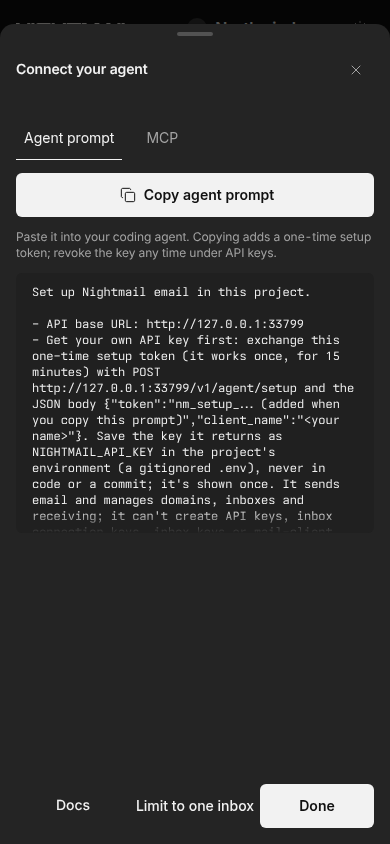 Connect your agent
Agent prompt
MCP
Copy agent prompt
Paste it into your coding agent. Copying adds a one-time setup
token; revoke the key any time under API keys.
Set up Nightmail email in this project.
- API base URL: http://127.0.0.1:33799
- Get your own API key first: exchange this
one-time setup token (it works once, for 15
minutes) with POST
http://127.0.0.1:33799/v1/agent/setup and the
JSON body {"token":"nm_setup_… (added when
you copy this prompt)","client_name":"<your
name>"}. Save the key it returns as
NIGHTMAIL_API_KEY in the project's
environment (a gitignored .env), never in
code or a commit; it's shown once. It sends
email and manages domains, inboxes and
receiving; it can't create API keys, inbox
Docs
Limit to one inbox
Done